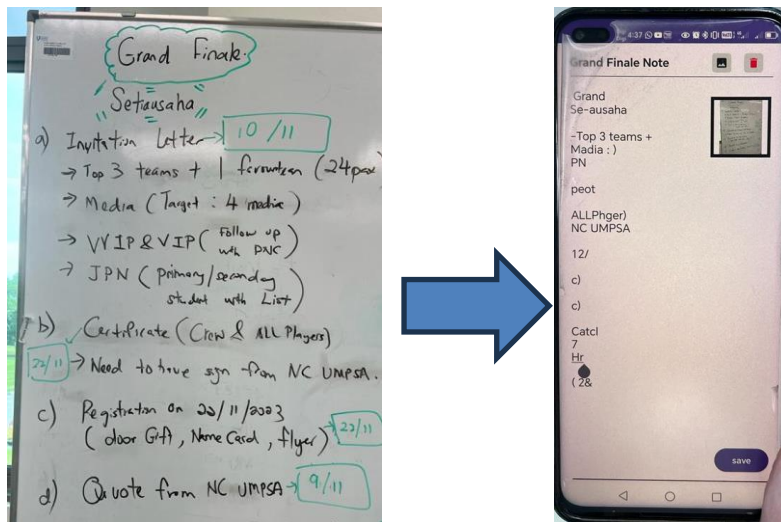 Grand Finale.
Setiausaha
a) Invitation Letter → 10/11
→ Top 3 teams + 1 (24pax
→ Media (Target : 4 media)
→ VVIP & VIP (Follow up
with PNC)
→ JPN (primary/secondary
student with List)
b) Certificate (Crew & ALL Players)
22/11 → Need to have sign from NC UMPSA.
c) Registration on 22/11/2023
(door Gift, Name Card, flyer) → 22/11
d) Quote from NC UMPSA → 9/11
4:37
Grand Finale Note
Grand
Se-ausaha
-Top 3 teams +
Madia : )
PN
peot
ALLPhger)
NC UMPSA
12/
c)
c)
Catcl
7
Hr
( 2&
save